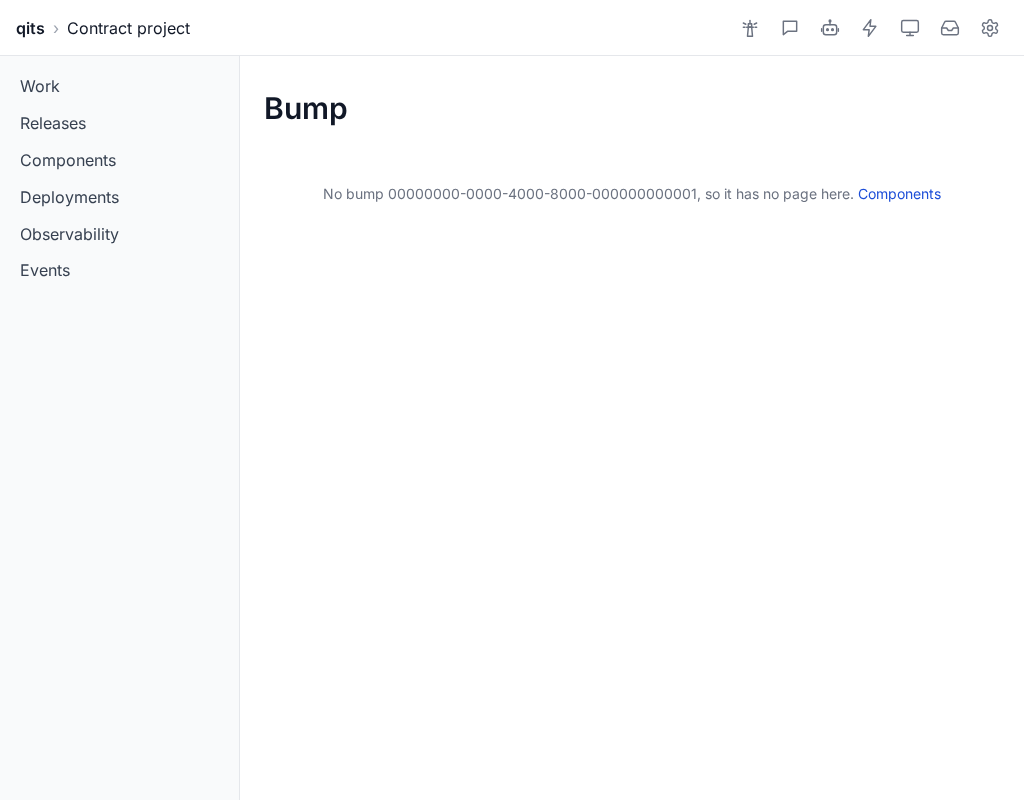 qits › Contract project
Work
Releases
Components
Deployments
Observability
Events
Bump
No bump 00000000-0000-4000-8000-000000000001, so it has no page here. Components